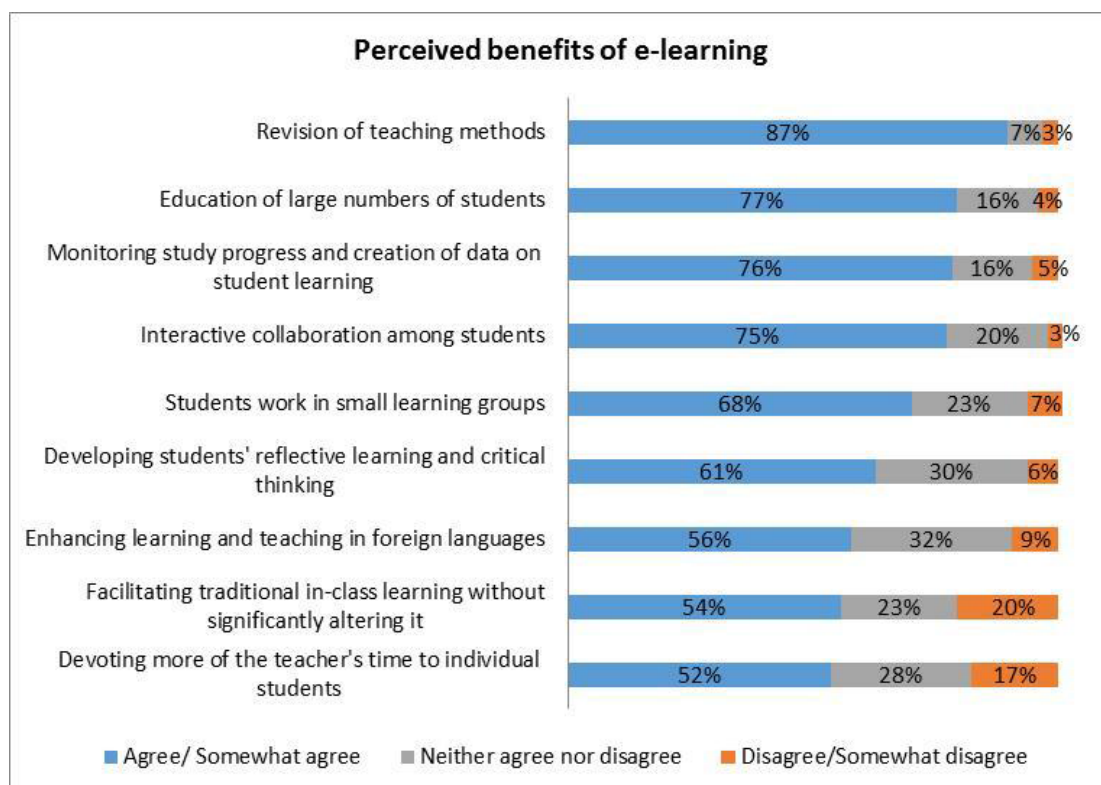 Perceived benefits of e-learning
Revision of teaching methods
87%
7%
3%
Education of large numbers of students
77%
16%
4%
Monitoring study progress and creation of data on
student learning
76%
16%
5%
Interactive collaboration among students
75%
20%
3%
Students work in small learning groups
68%
23%
7%
Developing students' reflective learning and critical
thinking
61%
30%
6%
Enhancing learning and teaching in foreign languages
56%
32%
9%
Facilitating traditional in-class learning without
significantly altering it
54%
23%
20%
Devoting more of the teacher's time to individual
students
52%
28%
17%
Agree/ Somewhat agree
Neither agree nor disagree
Disagree/Somewhat disagree